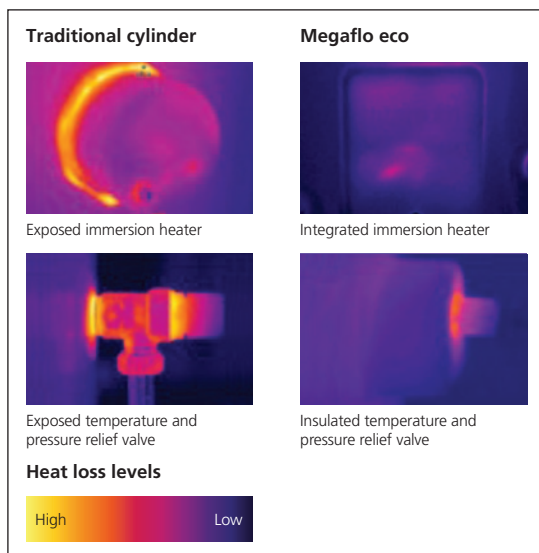 Traditional cylinder
Megaflo eco
Exposed immersion heater
Integrated immersion heater
Exposed temperature and
pressure relief valve
Insulated temperature and
pressure relief valve
Heat loss levels
High
Low